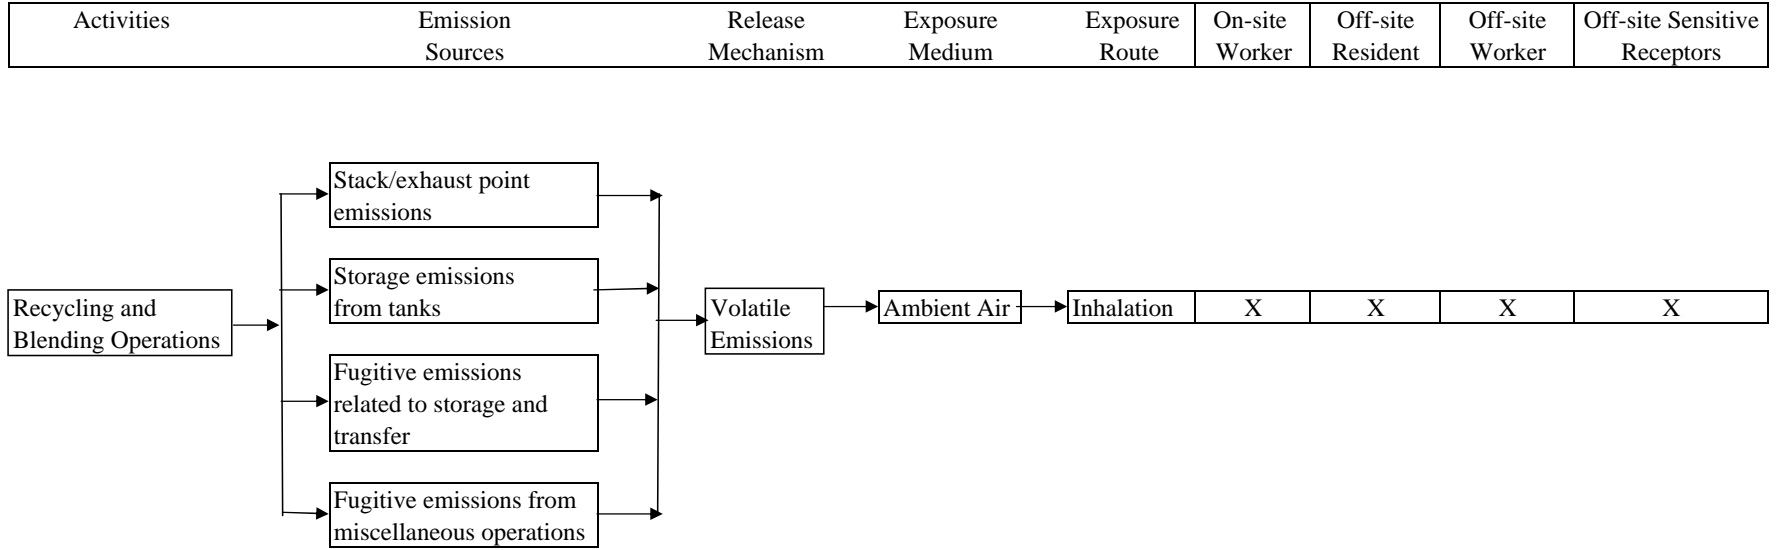 Activities
Emission
Sources
Release
Mechanism
Exposure
Medium
Exposure
Route
On-site
Worker
Off-site
Resident
Off-site
Worker
Off-site Sensitive
Receptors
Recycling and
Blending Operations
Stack/exhaust point
emissions
Storage emissions
from tanks
Fugitive emissions
related to storage and
transfer
Fugitive emissions from
miscellaneous operations
Volatile
Emissions
Ambient Air
Inhalation
X
X
X
X